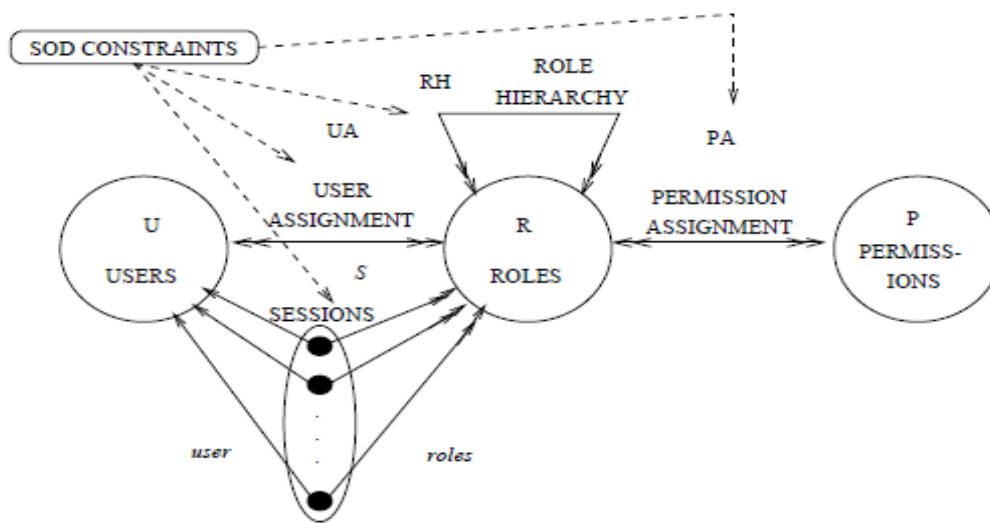 SOD CONSTRAINTS
RH
ROLE
HIERARCHY
UA
PA
USER
ASSIGNMENT
PERMISSION
ASSIGNMENT
U
USERS
R
ROLES
P
PERMISS-
IONS
S
SESSIONS
user
roles